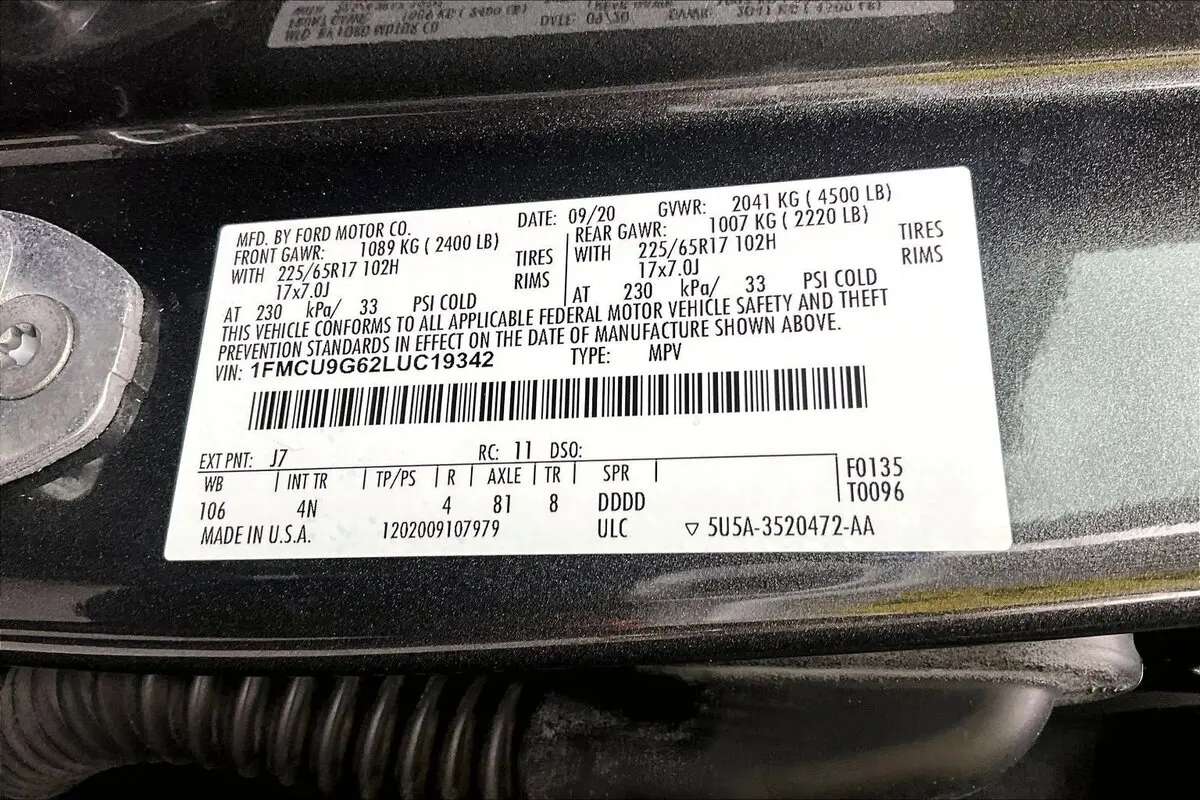 MFD. BY FORD MOTOR CO. DATE: 09/20 GVWR: 2041 KG ( 4500 LB)
FRONT GAWR: 1089 KG ( 2400 LB) REAR GAWR: 1007 KG ( 2220 LB)
WITH 225/65R17 102H TIRES WITH 225/65R17 102H TIRES
17x7.0J RIMS 17x7.0J RIMS
AT 230 kPa/ 33 PSI COLD AT 230 kPa/ 33 PSI COLD
THIS VEHICLE CONFORMS TO ALL APPLICABLE FEDERAL MOTOR VEHICLE SAFETY AND THEFT
PREVENTION STANDARDS IN EFFECT ON THE DATE OF MANUFACTURE SHOWN ABOVE.
VIN: 1FMCU9G62LUC19342 TYPE: MPV
EXT PNT: J7 RC: 11 DSO:
WB INT TR TP/PS R AXLE TR SPR F0135
106 4N 4 81 8 DDDD T0096
MADE IN U.S.A. 1202009107979 ULC ▽ 5U5A-3520472-AA